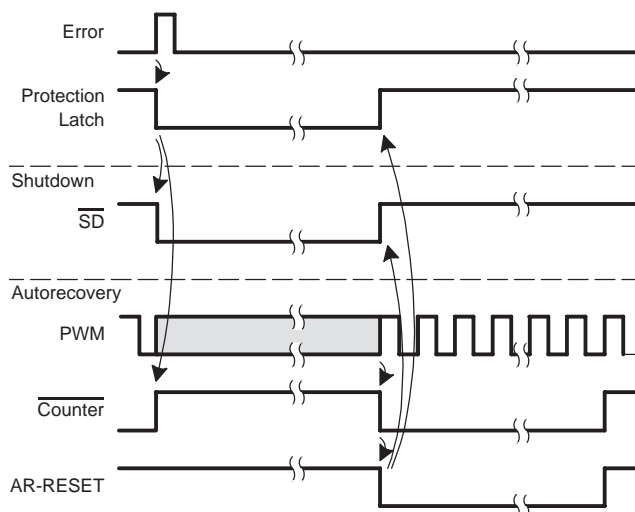 Error
Protection
Latch
Shutdown
SD
Autorecovery
PWM
Counter
AR-RESET